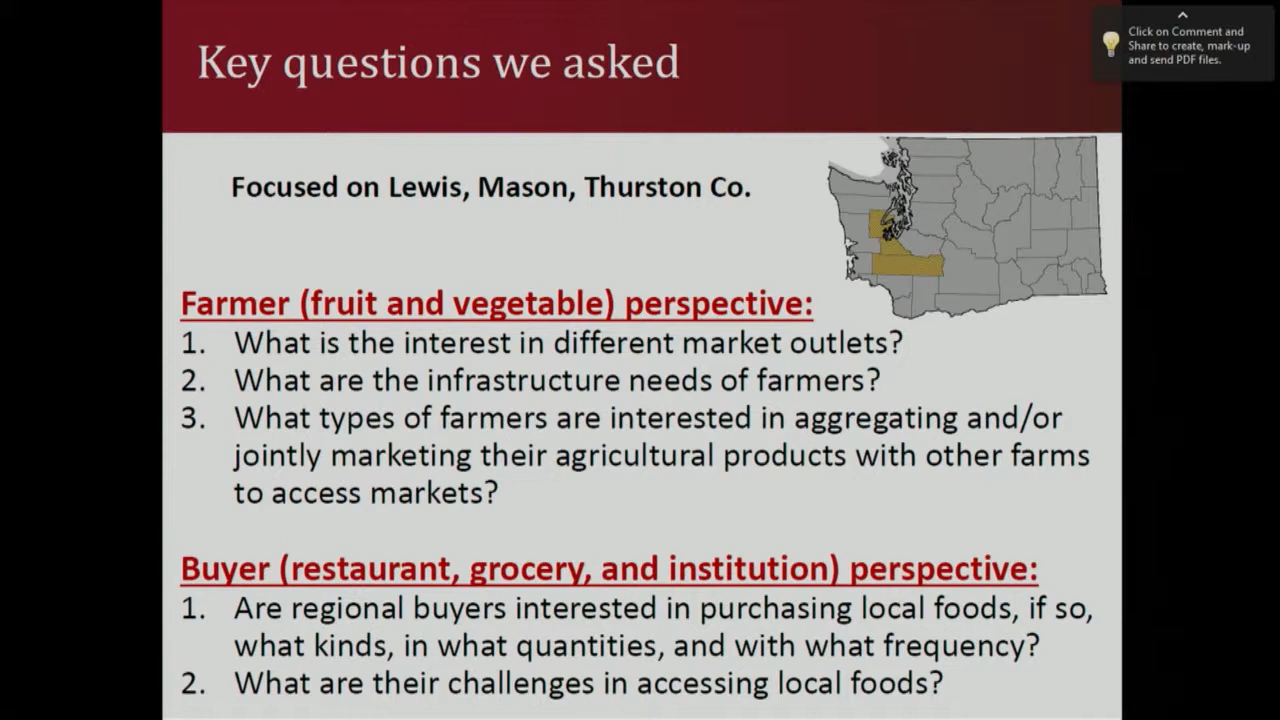 Key questions we asked
Click on Comment and
Share to create, mark-up
and send PDF files.
Focused on Lewis, Mason, Thurston Co.
Farmer (fruit and vegetable) perspective:
1. What is the interest in different market outlets?
2. What are the infrastructure needs of farmers?
3. What types of farmers are interested in aggregating and/or
jointly marketing their agricultural products with other farms
to access markets?
Buyer (restaurant, grocery, and institution) perspective:
1. Are regional buyers interested in purchasing local foods, if so,
what kinds, in what quantities, and with what frequency?
2. What are their challenges in accessing local foods?